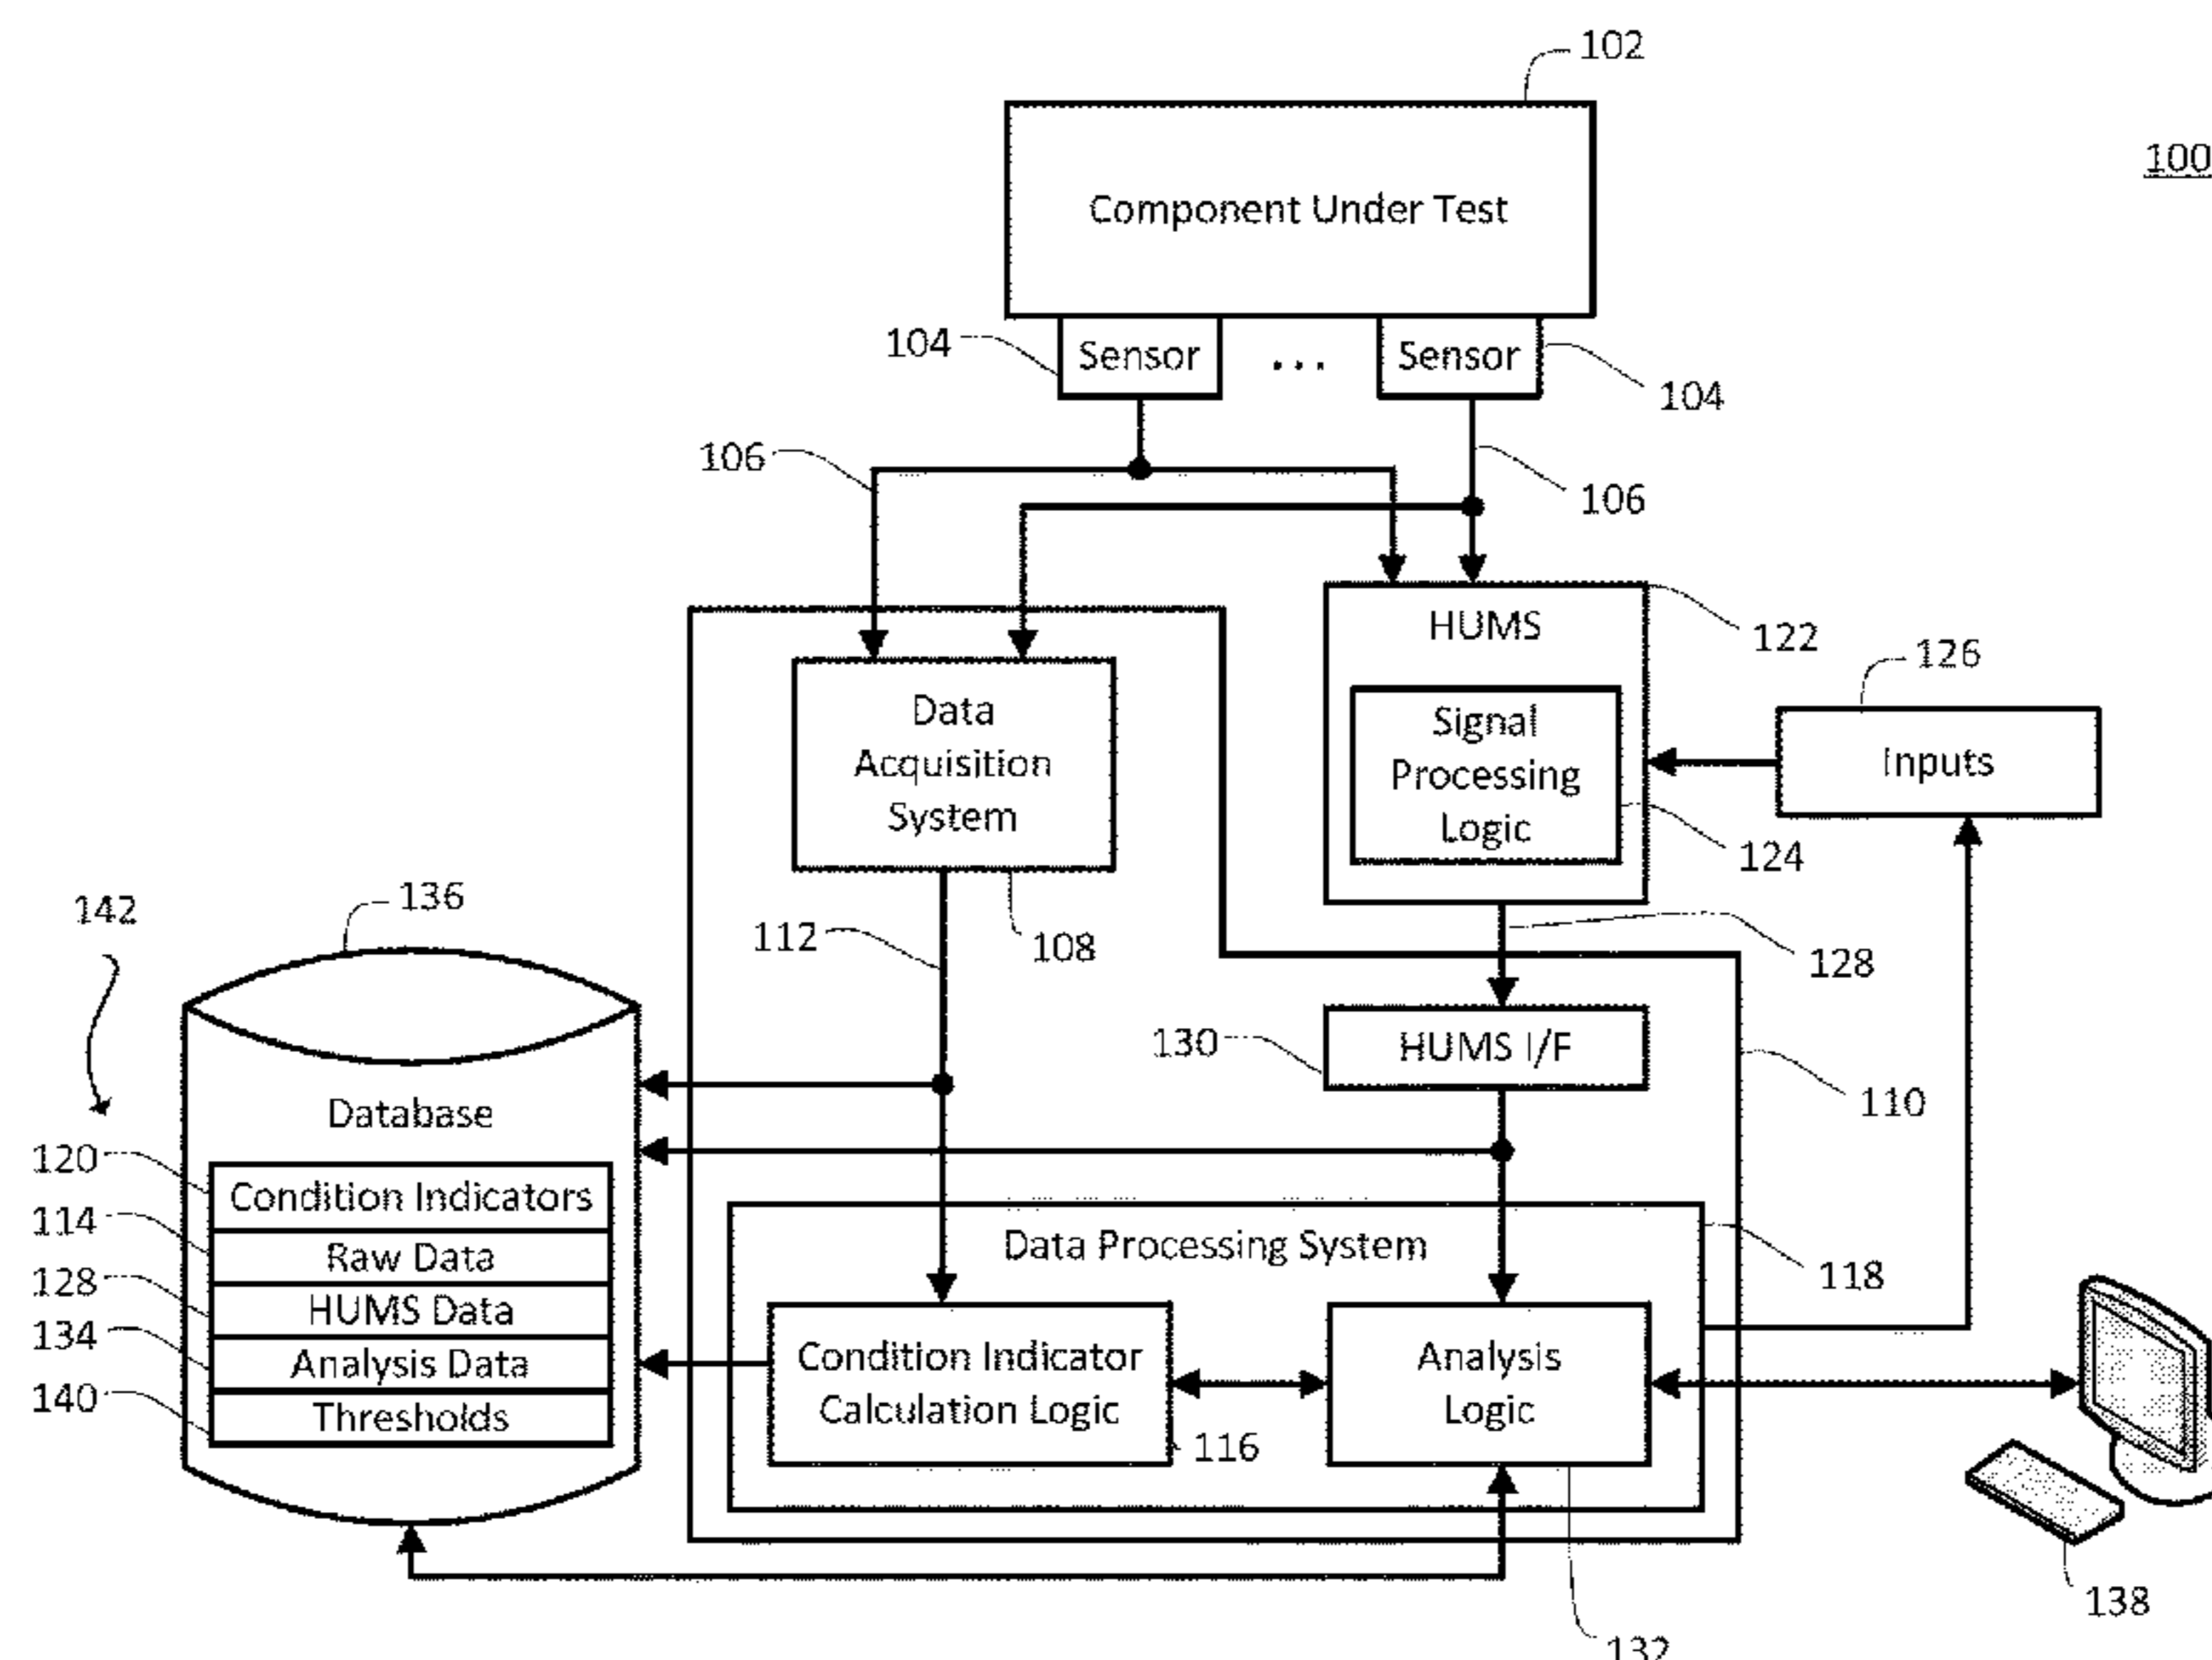 102
100
Component Under Test
104
Sensor
...
Sensor
104
106
106
HUMS
122
126
Data
Acquisition
System
Signal
Processing
Logic
Inputs
124
136
142
112
108
128
130
HUMS I/F
110
Database
120
Condition Indicators
114
Raw Data
128
HUMS Data
134
Analysis Data
140
Thresholds
Data Processing System
118
Condition Indicator
Calculation Logic
116
Analysis
Logic
138
132